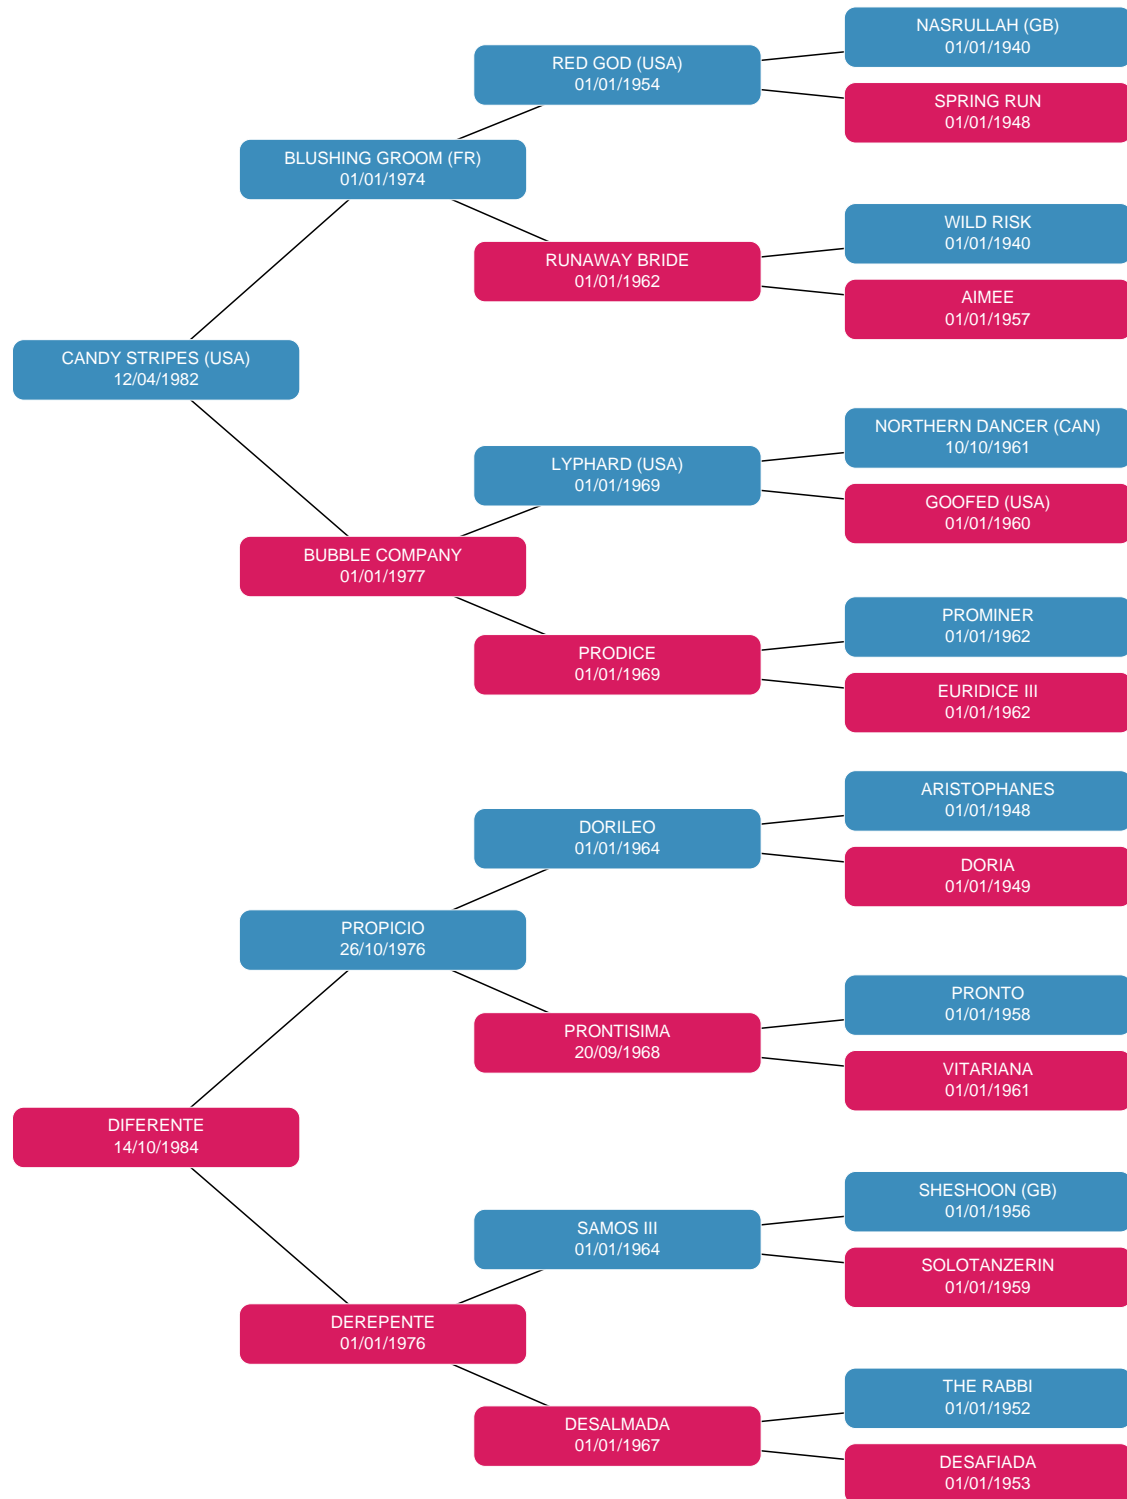 NASRULLAH (GB)
01/01/1940
RED GOD (USA)
01/01/1954
SPRING RUN
01/01/1948
BLUSHING GROOM (FR)
01/01/1974
WILD RISK
01/01/1940
RUNAWAY BRIDE
01/01/1962
AIMEE
01/01/1957
CANDY STRIPES (USA)
12/04/1982
NORTHERN DANCER (CAN)
10/10/1961
LYPHARD (USA)
01/01/1969
GOOFED (USA)
01/01/1960
BUBBLE COMPANY
01/01/1977
PROMINER
01/01/1962
PRODICE
01/01/1969
EURIDICE III
01/01/1962
ARISTOPHANES
01/01/1948
DORILEO
01/01/1964
DORIA
01/01/1949
PROPICIO
26/10/1976
PRONTO
01/01/1958
PRONTISIMA
20/09/1968
VITARIANA
01/01/1961
DIFERENTE
14/10/1984
SHESHOON (GB)
01/01/1956
SAMOS III
01/01/1964
SOLOTANZERIN
01/01/1959
DEREPENTE
01/01/1976
THE RABBI
01/01/1952
DESALMADA
01/01/1967
DESAFIADA
01/01/1953